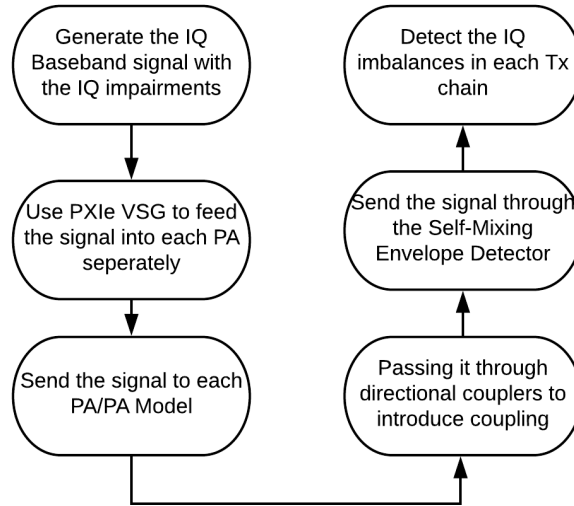 Generate the IQ
Baseband signal with
the IQ impairments
Use PXIe VSG to feed
the signal into each PA
seperately
Send the signal to each
PA/PA Model
Passing it through
directional couplers to
introduce coupling
Send the signal through
the Self-Mixing
Envelope Detector
Detect the IQ
imbalances in each Tx
chain